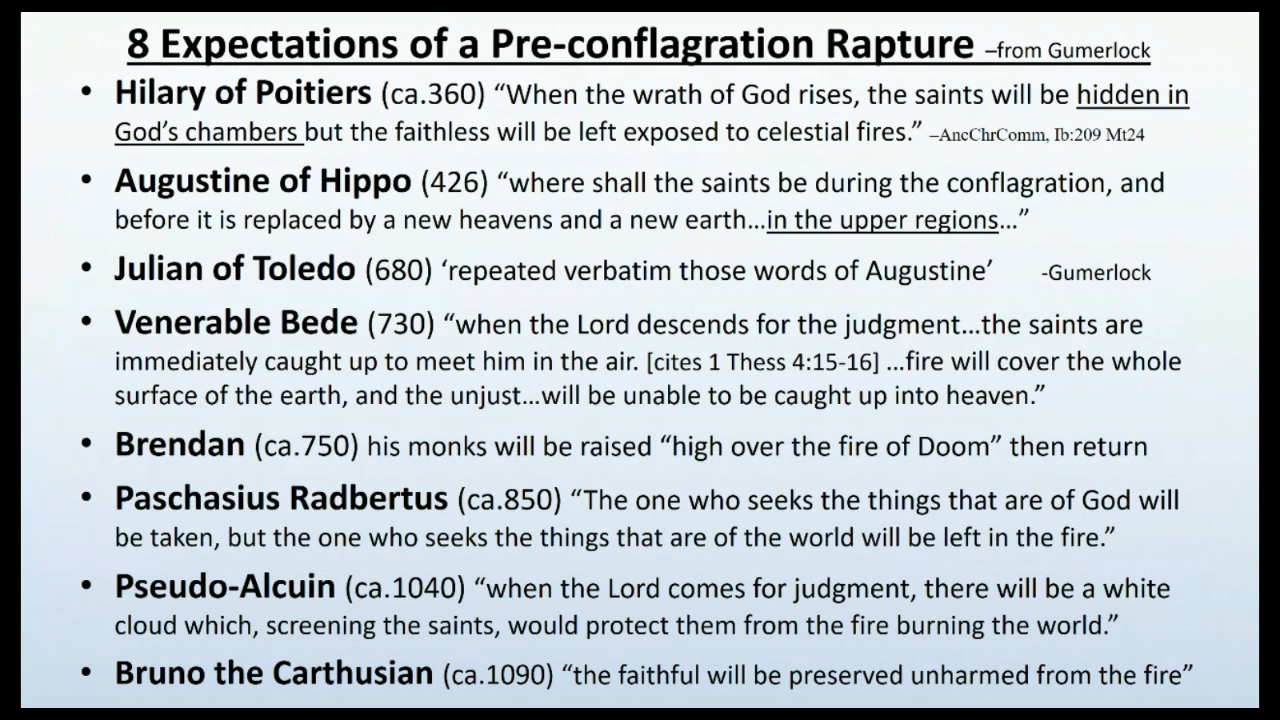 8 Expectations of a Pre-conflagration Rapture –from Gumerlock
• Hilary of Poitiers (ca.360) “When the wrath of God rises, the saints will be hidden in
God’s chambers but the faithless will be left exposed to celestial fires.” –AncChrComm, Ib:209 Mt24
• Augustine of Hippo (426) “where shall the saints be during the conflagration, and
before it is replaced by a new heavens and a new earth…in the upper regions…”
• Julian of Toledo (680) ‘repeated verbatim those words of Augustine’ -Gumerlock
• Venerable Bede (730) “when the Lord descends for the judgment…the saints are
immediately caught up to meet him in the air. [cites 1 Thess 4:15-16] …fire will cover the whole
surface of the earth, and the unjust…will be unable to be caught up into heaven.”
• Brendan (ca.750) his monks will be raised “high over the fire of Doom” then return
• Paschasius Radbertus (ca.850) “The one who seeks the things that are of God will
be taken, but the one who seeks the things that are of the world will be left in the fire.”
• Pseudo-Alcuin (ca.1040) “when the Lord comes for judgment, there will be a white
cloud which, screening the saints, would protect them from the fire burning the world.”
• Bruno the Carthusian (ca.1090) “the faithful will be preserved unharmed from the fire”